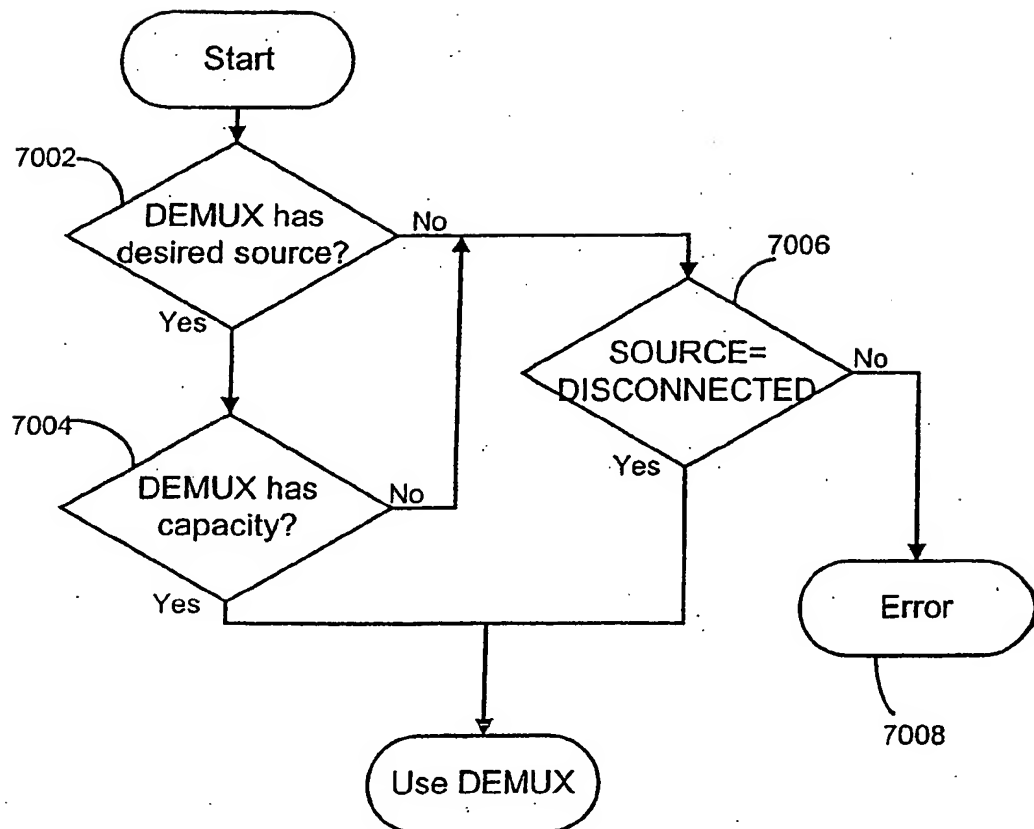 Start
7002
DEMUX has
desired source?
No
Yes
7006
SOURCE=
DISCONNECTED
No
Yes
7004
DEMUX has
capacity?
No
Yes
Error
7008
Use DEMUX